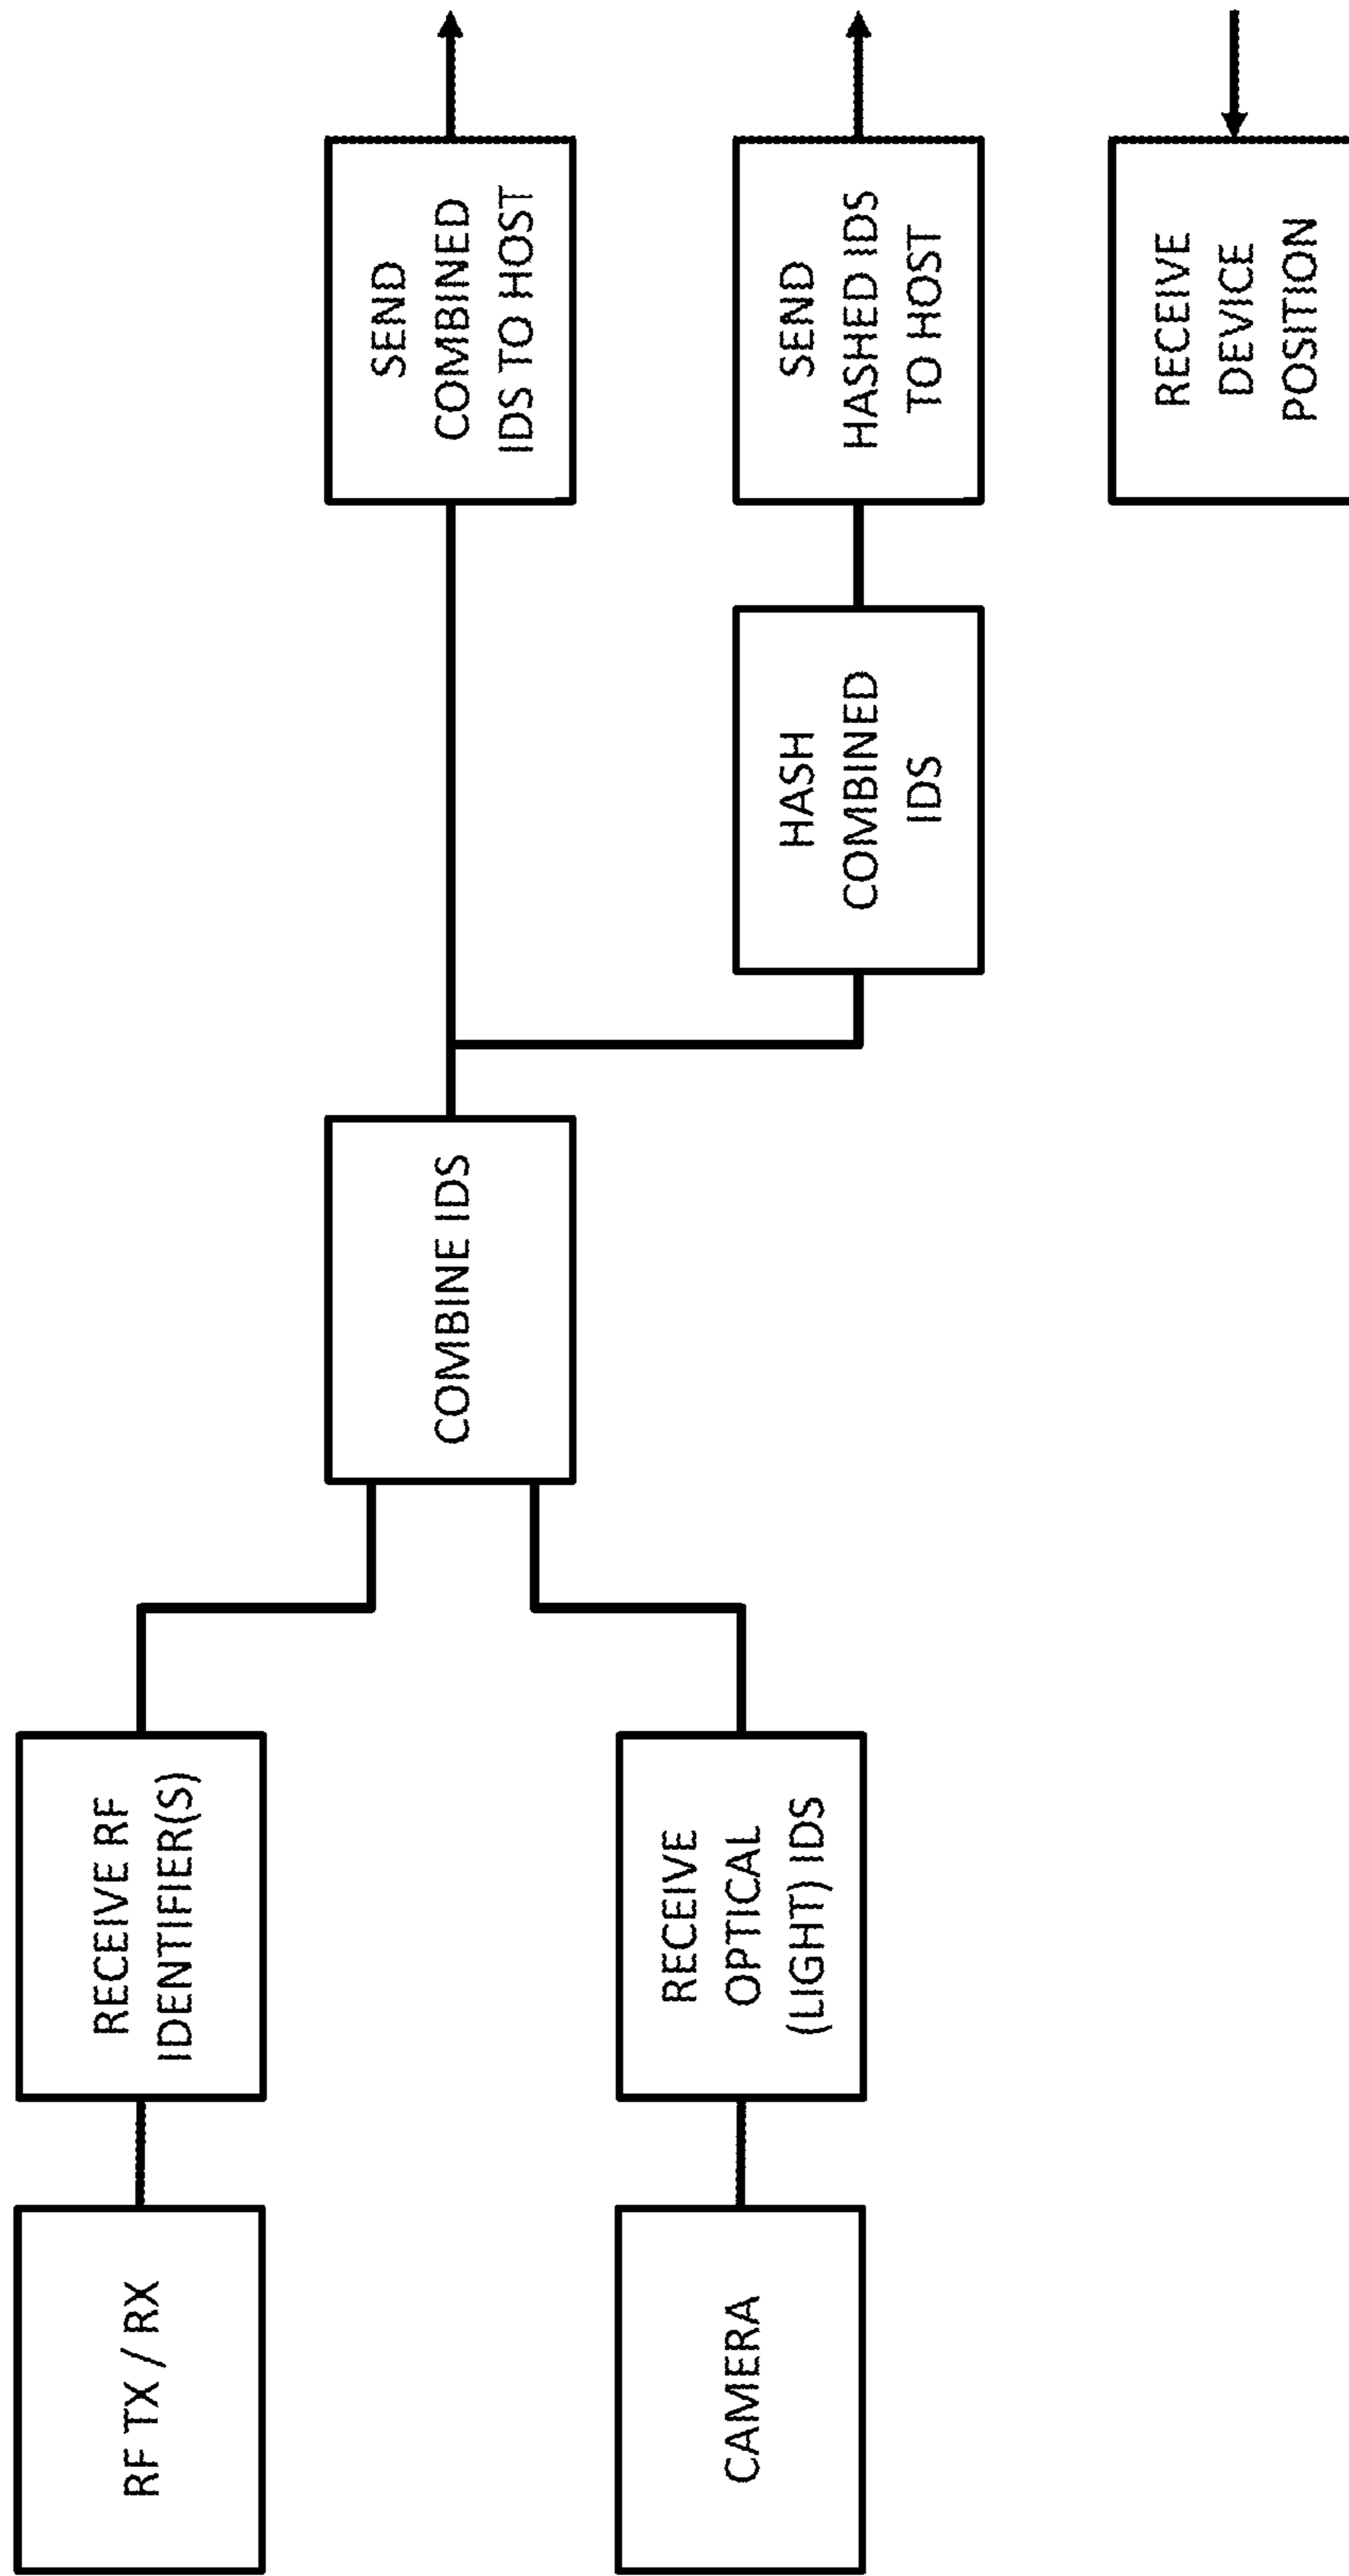 RF TX / RX
RECEIVE RF
IDENTIFIER(S)
CAMERA
RECEIVE
OPTICAL
(LIGHT) IDS
COMBINE IDS
SEND
COMBINED
IDS TO HOST
HASH
COMBINED
IDS
SEND
HASHED IDS
TO HOST
RECEIVE
DEVICE
POSITION